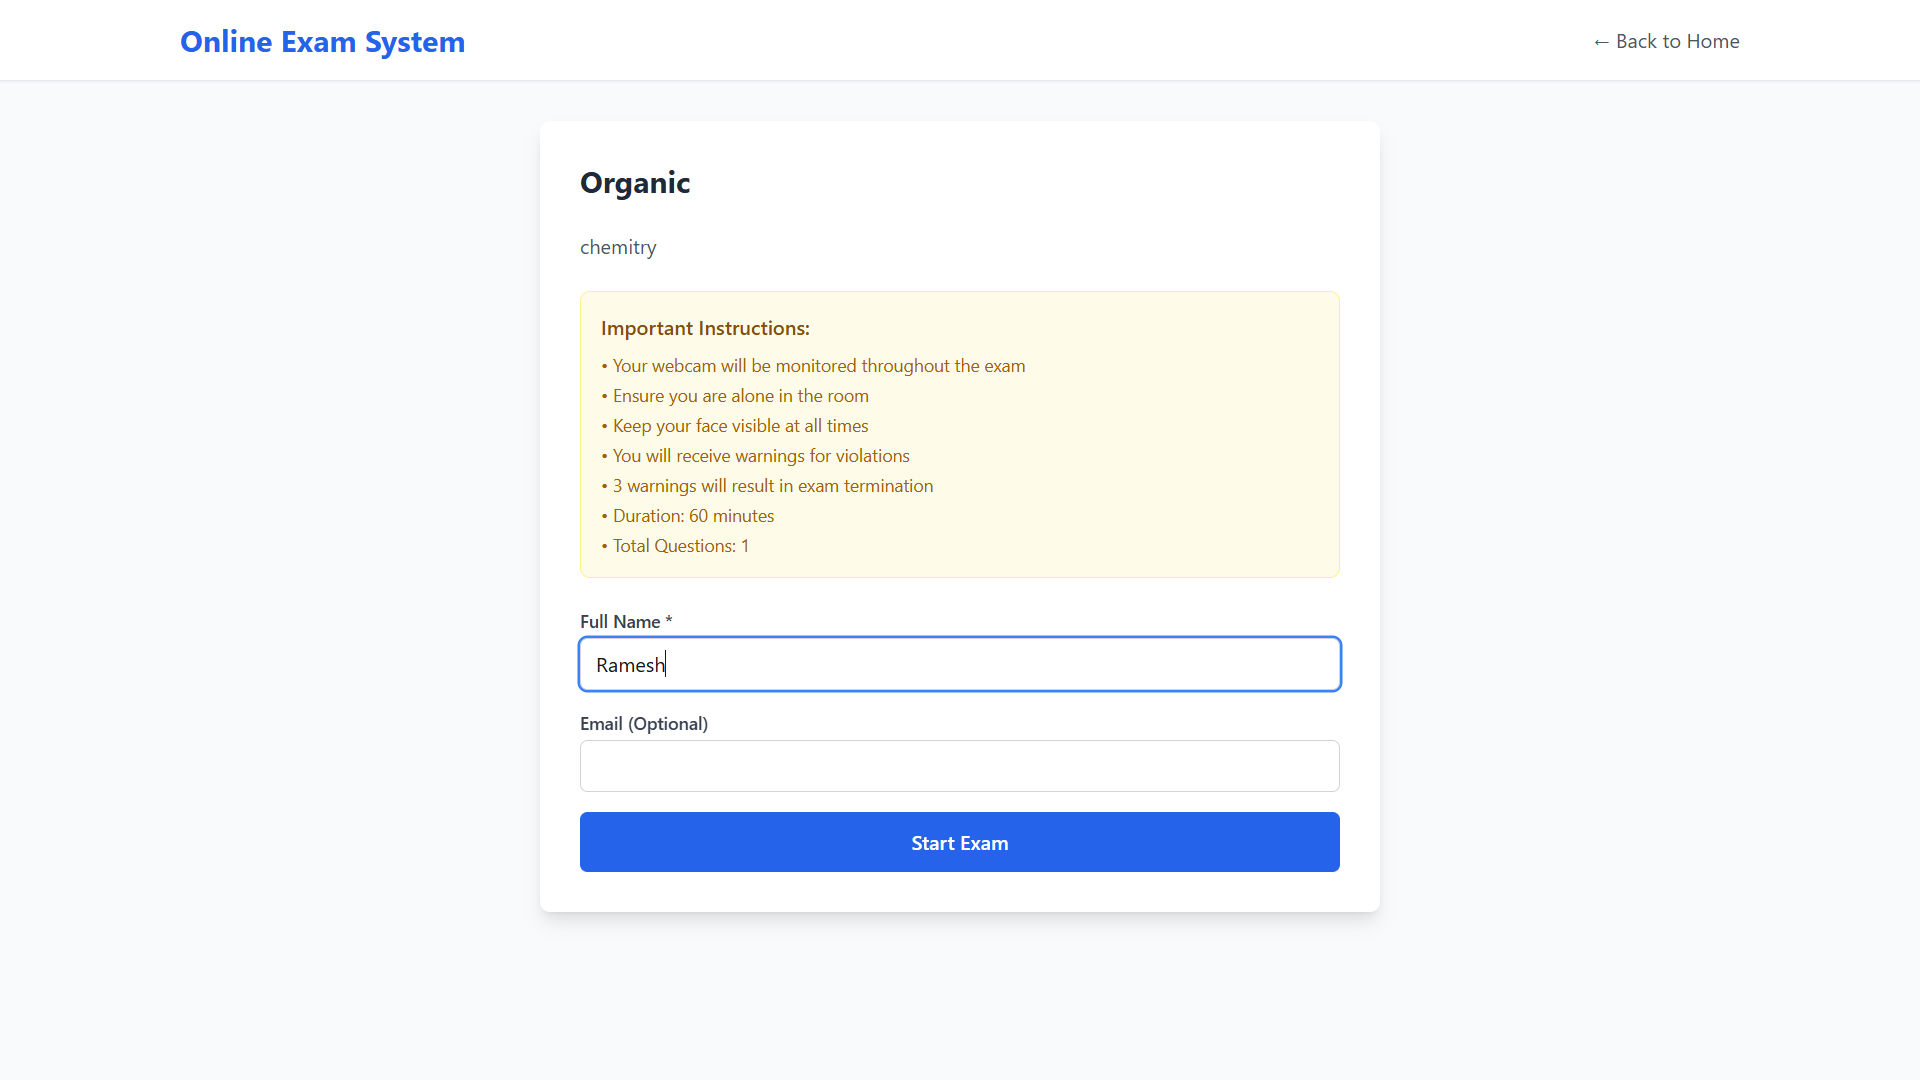 Online Exam System
← Back to Home
Organic
chemitry
Important Instructions:
• Your webcam will be monitored throughout the exam
• Ensure you are alone in the room
• Keep your face visible at all times
• You will receive warnings for violations
• 3 warnings will result in exam termination
• Duration: 60 minutes
• Total Questions: 1
Full Name *
Ramesh
Email (Optional)
Start Exam